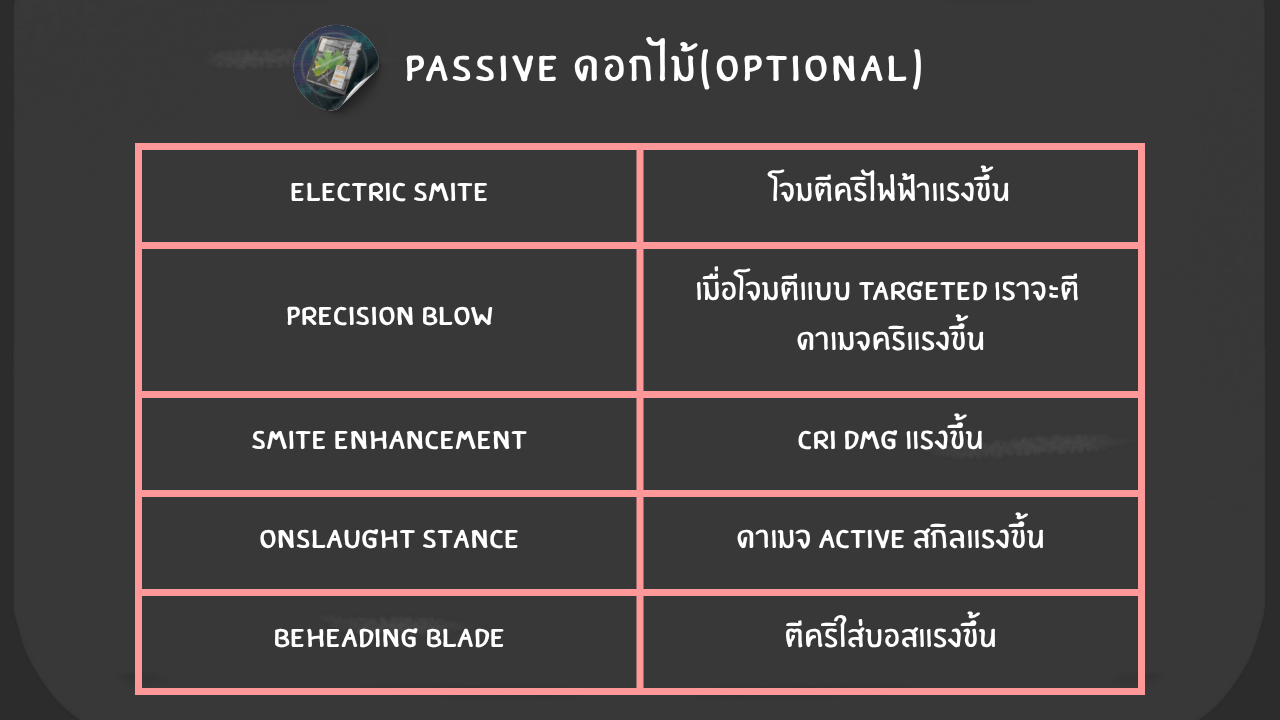 PASSIVE ดอกไม้(OPTIONAL)
ELECTRIC SMITE
โจมตีคริไฟฟ้าแรงขึ้น
PRECISION BLOW
เมื่อโจมตีแบบ TARGETED เราจะตี
ดาเมจคริแรงขึ้น
SMITE ENHANCEMENT
CRI DMG แรงขึ้น
ONSLAUGHT STANCE
ดาเมจ ACTIVE สกิลแรงขึ้น
BEHEADING BLADE
ตีคริใส่บอสแรงขึ้น